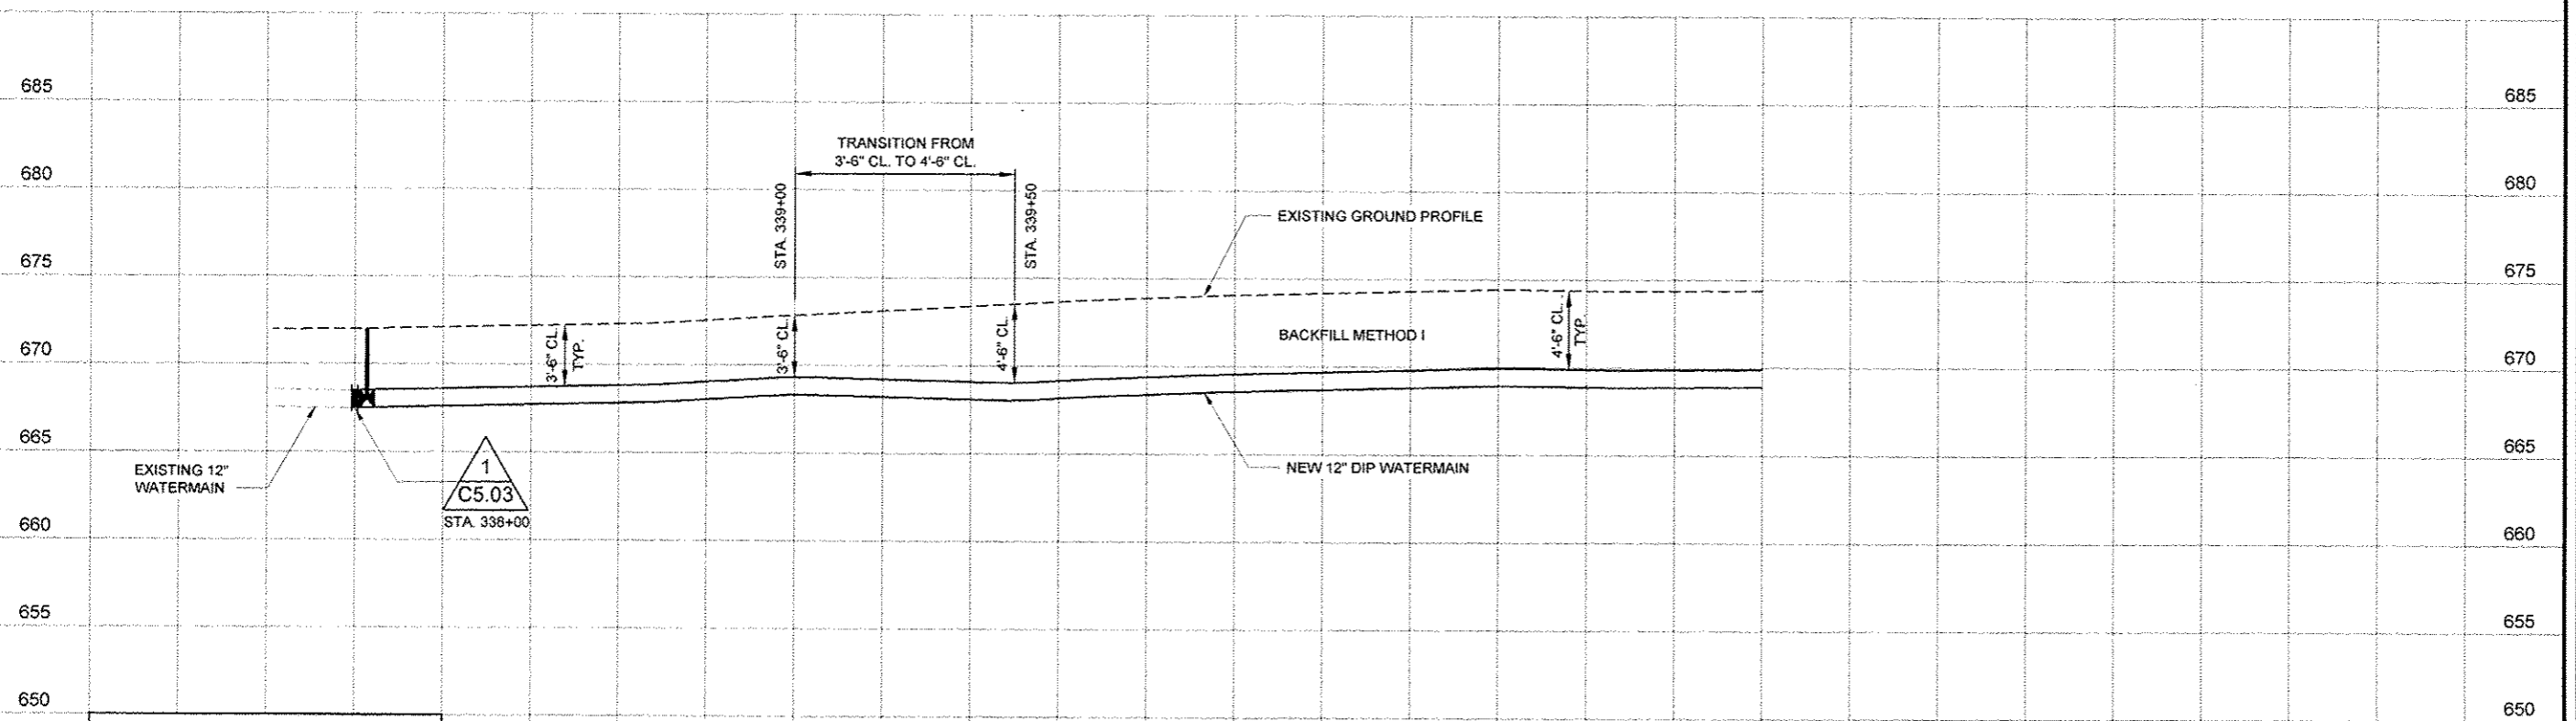 685
685
TRANSITION FROM
3'-6" CL. TO 4'-6" CL.
680
680
STA. 339+00
STA. 339+50
EXISTING GROUND PROFILE
675
675
3'-6" CL.
TYP.
3'-6" CL.
4'-6" CL.
BACKFILL METHOD I
4'-6" CL.
TYP.
670
670
EXISTING 12"
WATERMAIN
1
C5.03
STA. 338+00
NEW 12" DIP WATERMAIN
665
665
660
660
655
655
650
650